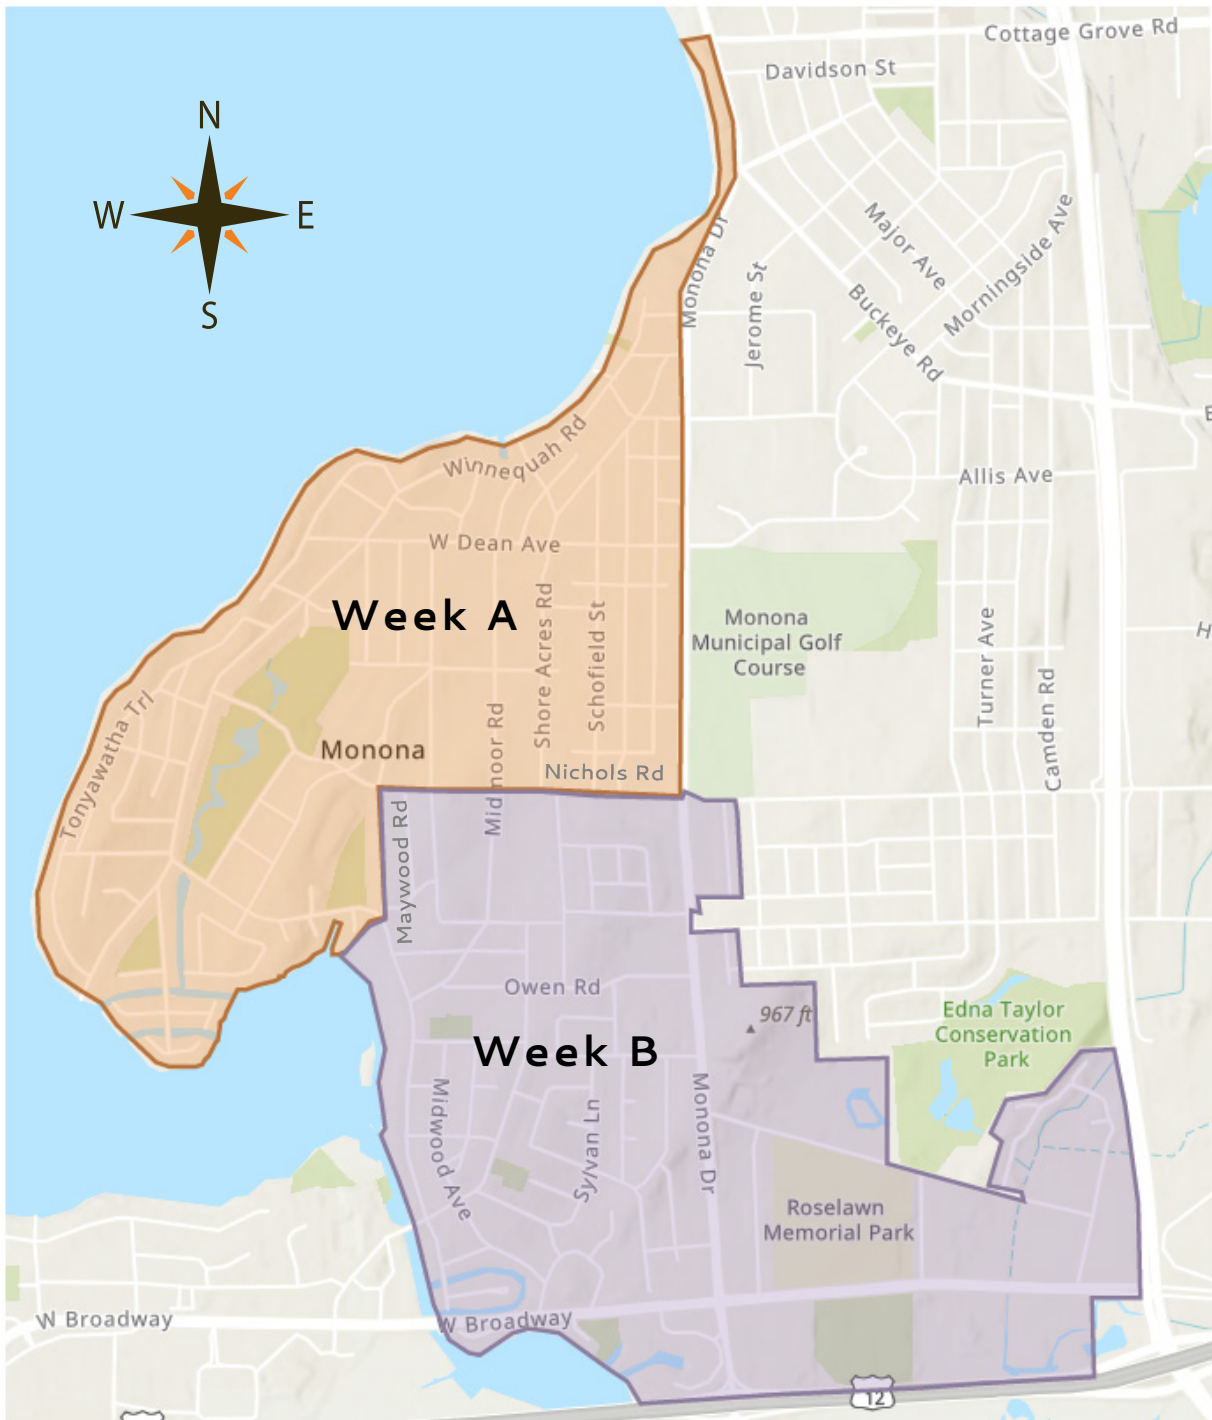 Cottage Grove Rd
Davidson St
N
W
E
S
Major Ave
Morningside Ave
Monona Dr
Jerome St
Buckeye Rd
Winnequah Rd
Allis Ave
W Dean Ave
Week A
Shore Acres Rd
Schofield St
Monona
Municipal Golf
Course
Turner Ave
Camden Rd
Tonyawatha Trl
Monona
Midmoor Rd
Nichols Rd
Maywood Rd
Owen Rd
967 ft
Edna Taylor
Conservation
Park
Week B
Midwood Ave
Sylvan Ln
Monona Dr
Roselawn
Memorial Park
W Broadway
W Broadway
12